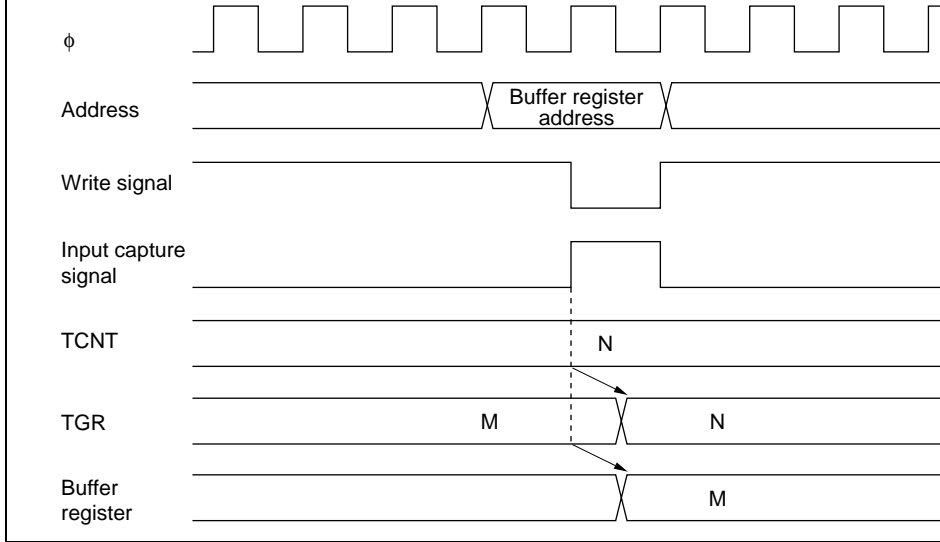 φ
Address
Buffer register
address
Write signal
Input capture
signal
TCNT
N
TGR
M
N
Buffer
register
M